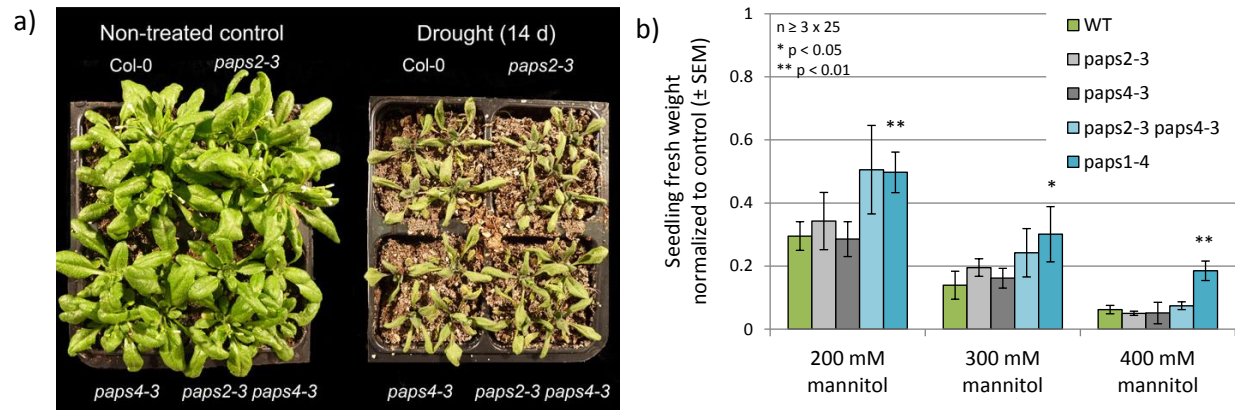 a)
Non-treated control
Drought (14 d)
Col-0
paps2-3
Col-0
paps2-3
paps4-3
paps2-3 paps4-3
paps4-3
paps2-3 paps4-3
b)
Seedling fresh weight
normalized to control (± SEM)
1
0.8
0.6
0.4
0.2
0
n ≥ 3 x 25
* p < 0.05
** p < 0.01
WT
paps2-3
paps4-3
paps2-3 paps4-3
paps1-4
**
*
**
200 mM
mannitol
300 mM
mannitol
400 mM
mannitol